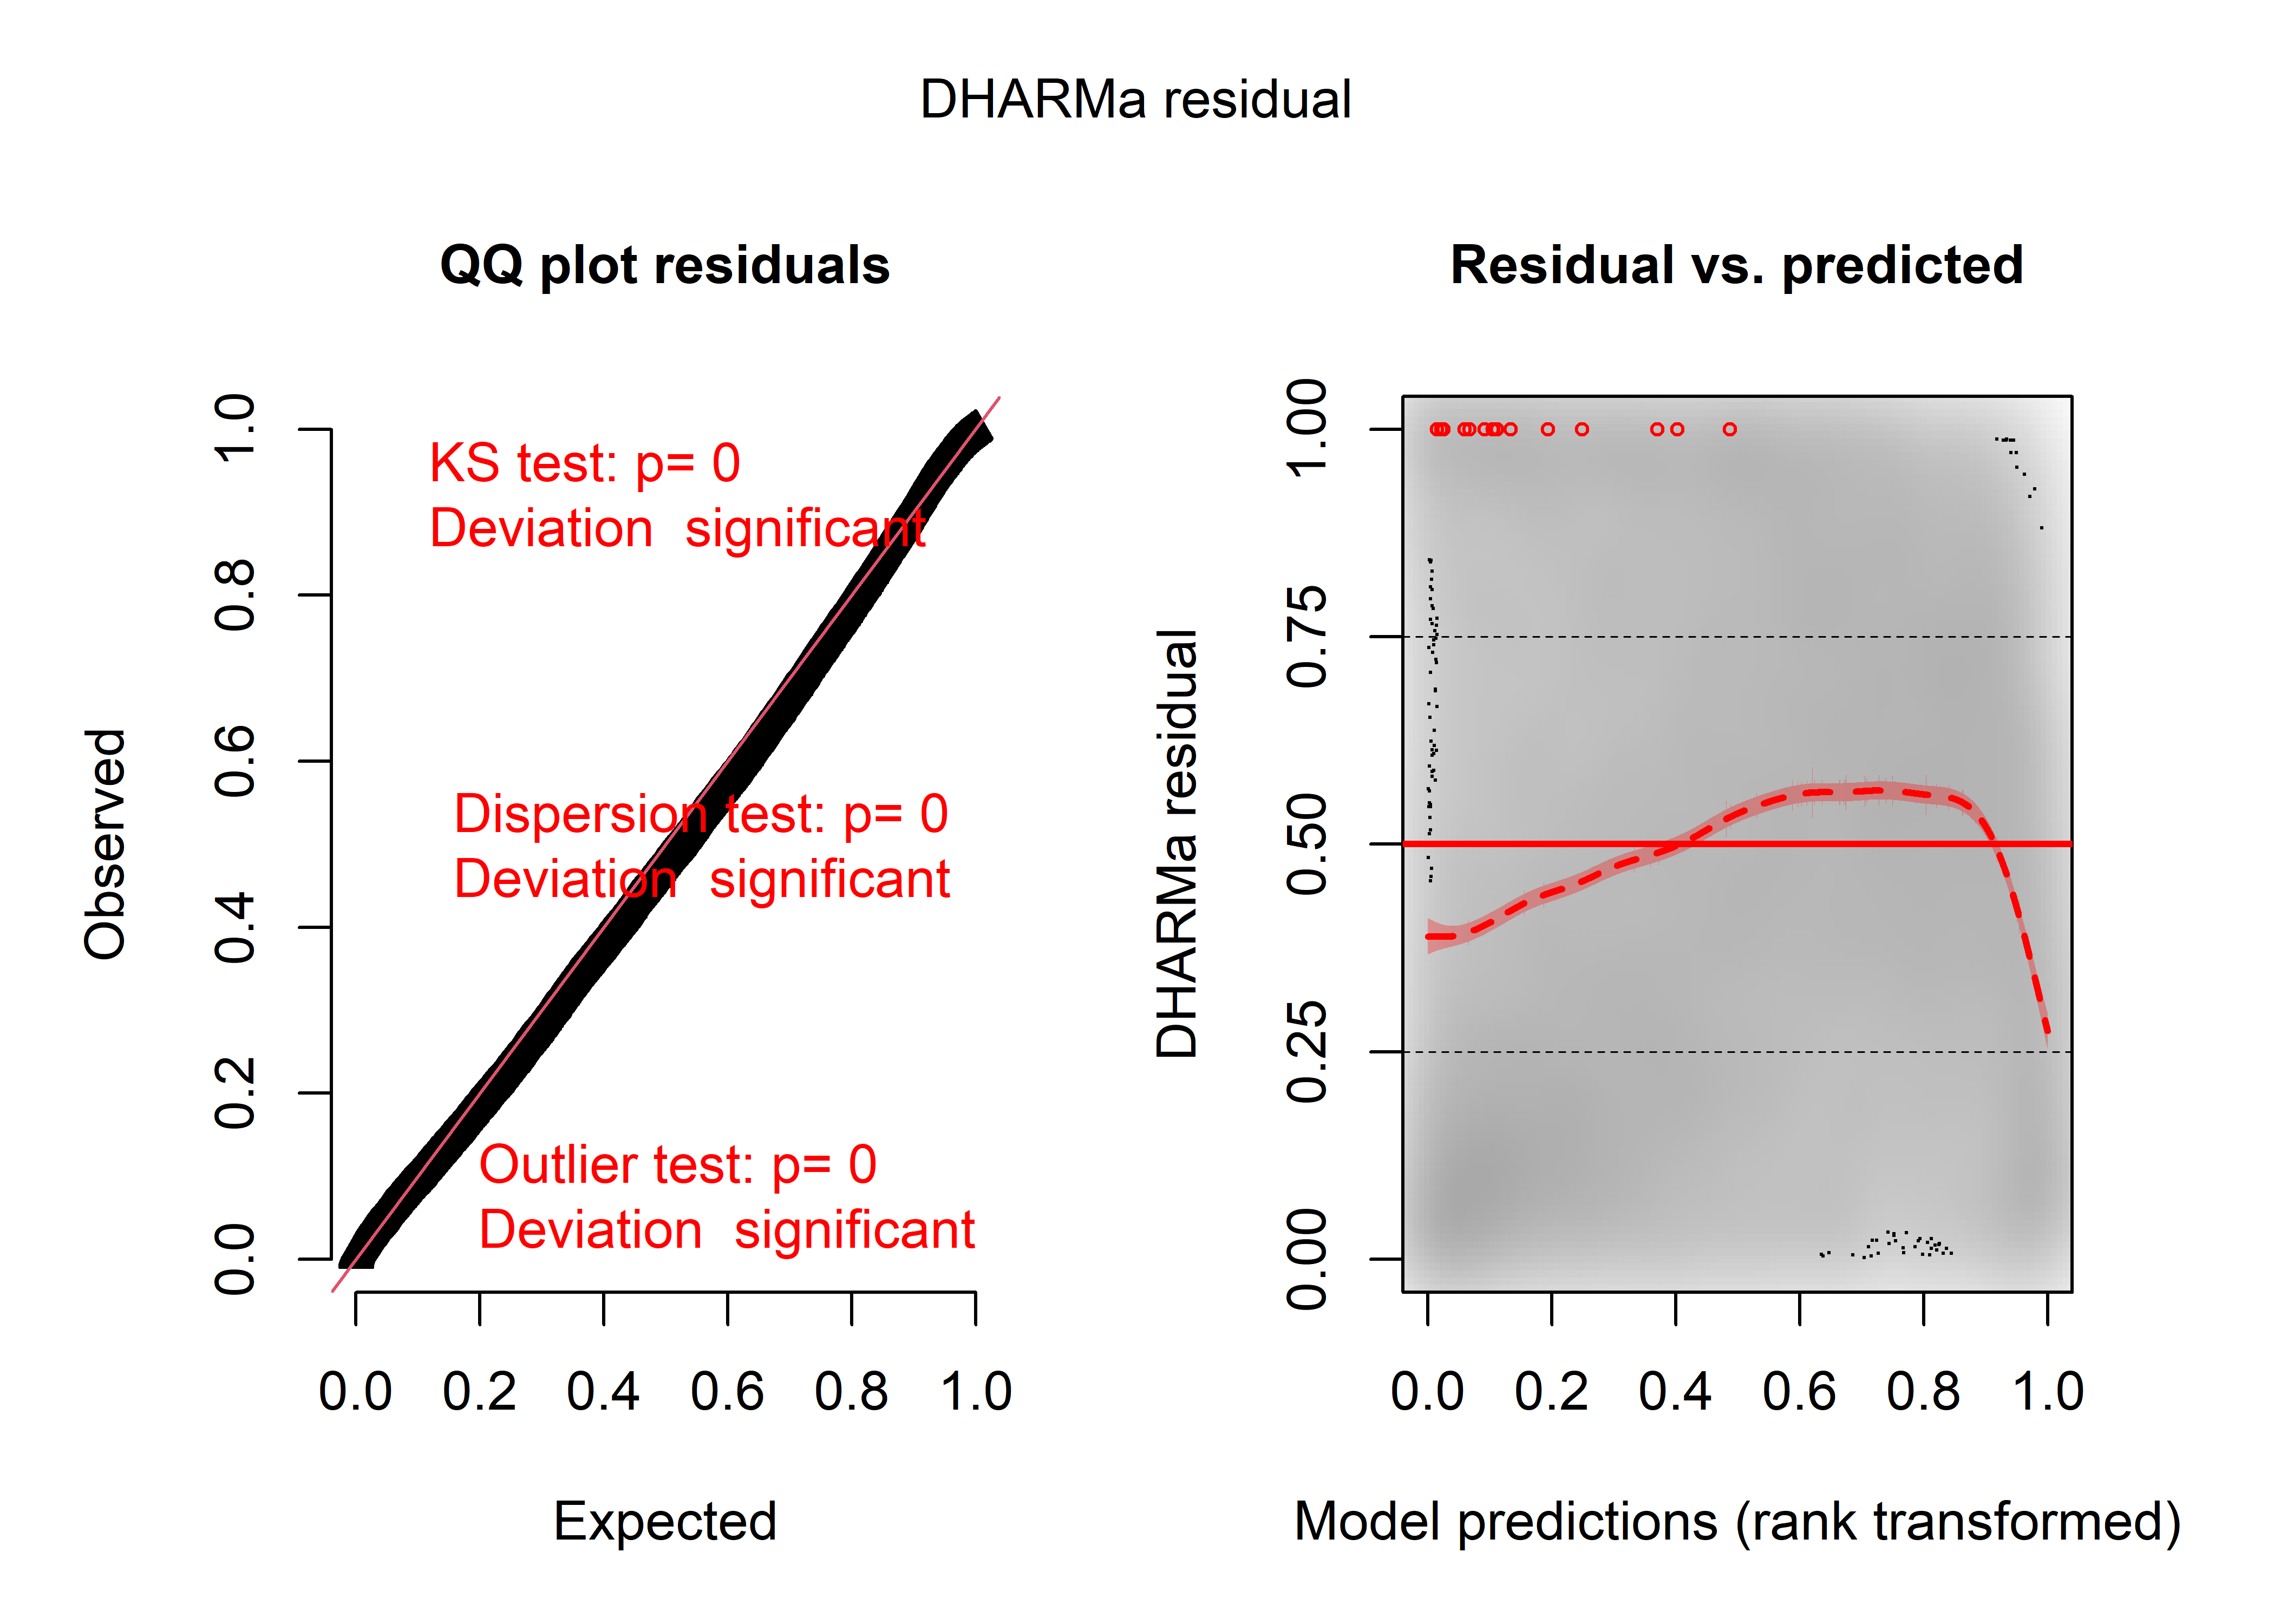 DHARMa residual
QQ plot residuals
Observed
0.0 0.2 0.4 0.6 0.8 1.0
KS test: p= 0
Deviation  significant
Dispersion test: p= 0
Deviation  significant
Outlier test: p= 0
Deviation  significant
0.0 0.2 0.4 0.6 0.8 1.0
Expected
Residual vs. predicted
DHARMa residual
0.00 0.25 0.50 0.75 1.00
0.0 0.2 0.4 0.6 0.8 1.0
Model predictions (rank transformed)